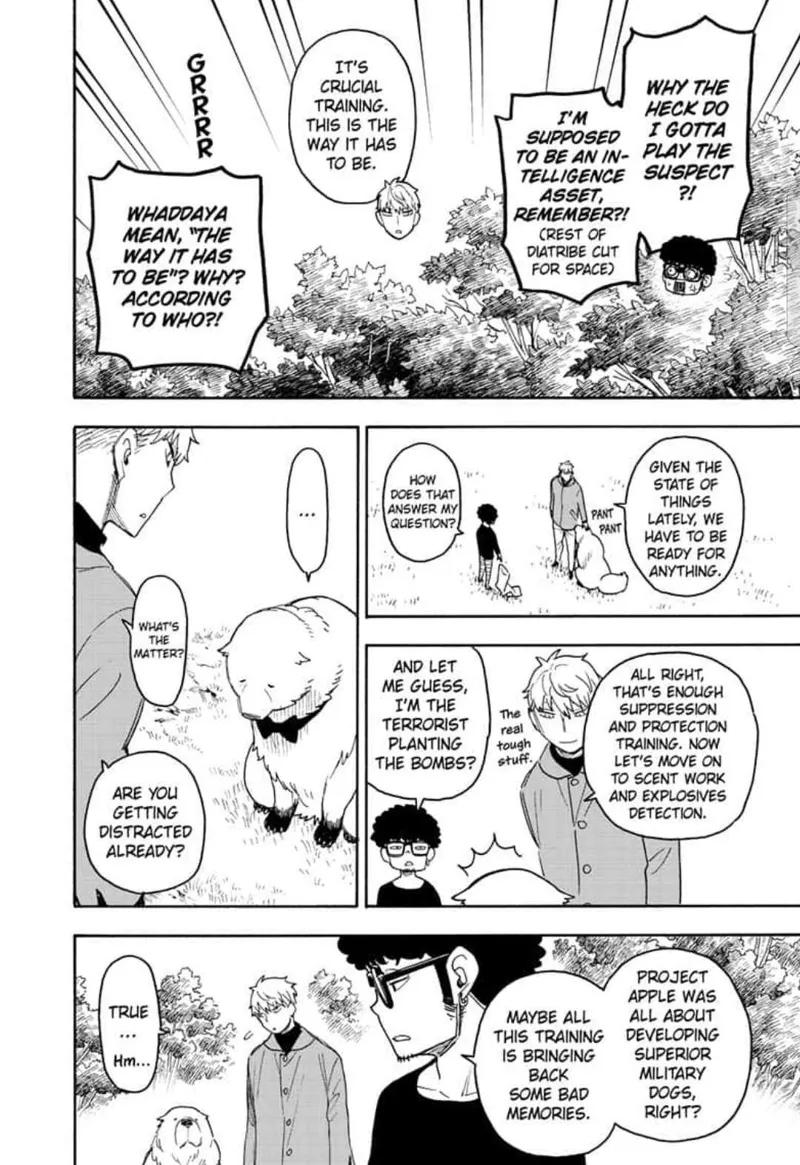 WHY THE
HECK DO
I GOTTA
PLAY THE
SUSPECT
?!
I'M
SUPPOSED
TO BE AN IN-
TELLIGENCE
ASSET,
REMEMBER?!
(REST OF
DIATRIBE CUT
FOR SPACE)
IT'S
CRUCIAL
TRAINING.
THIS IS THE
WAY IT HAS
TO BE.
GRRRR
WHADDAYA
MEAN, "THE
WAY IT HAS
TO BE"? WHY?
ACCORDING
TO WHO?!
GIVEN THE
STATE OF
THINGS
LATELY, WE
HAVE TO BE
READY FOR
ANYTHING.
PANT
PANT
HOW
DOES THAT
ANSWER MY
QUESTION?
ALL RIGHT,
THAT'S ENOUGH
SUPPRESSION
AND PROTECTION
TRAINING. NOW
LET'S MOVE ON
TO SCENT WORK
AND EXPLOSIVES
DETECTION.
The
real
tough
stuff.
AND LET
ME GUESS,
I'M THE
TERRORIST
PLANTING
THE BOMBS?
...
WHAT'S
THE
MATTER?
ARE YOU
GETTING
DISTRACTED
ALREADY?
PROJECT
APPLE WAS
ALL ABOUT
DEVELOPING
SUPERIOR
MILITARY
DOGS,
RIGHT?
MAYBE ALL
THIS TRAINING
IS BRINGING
BACK
SOME BAD
MEMORIES.
TRUE
...
Hm...